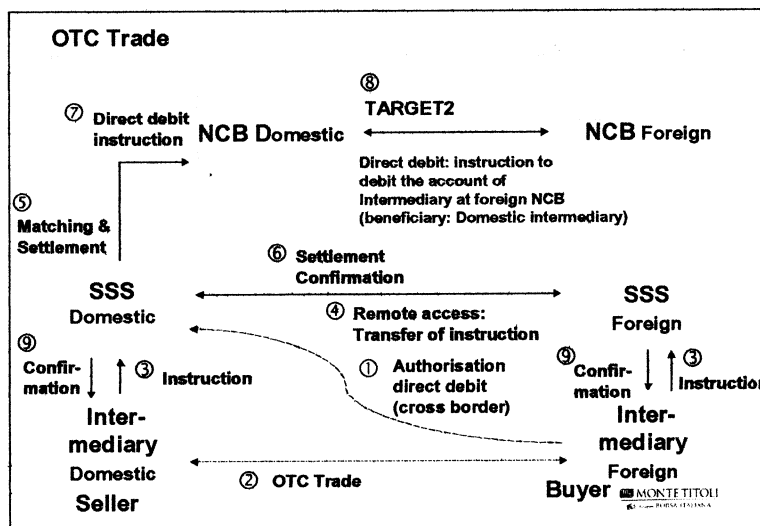 OTC Trade
⑧
⑦ Direct debit
instruction
TARGET2
NCB Domestic
NCB Foreign
Direct debit: instruction to
debit the account of
Intermediary at foreign NCB
(beneficiary: Domestic intermediary)
⑤
Matching &
Settlement
⑥ Settlement
Confirmation
SSS
Domestic
SSS
Foreign
④ Remote access:
Transfer of instruction
⑨
Confir-
mation
③ Instruction
① Authorisation
direct debit
(cross border)
⑨
Confir-
mation
③
Instruction
Inter-
mediary
Domestic
Seller
② OTC Trade
Inter-
mediary
Foreign
Buyer
MONTE TITOLI
BORSA ITALIANA